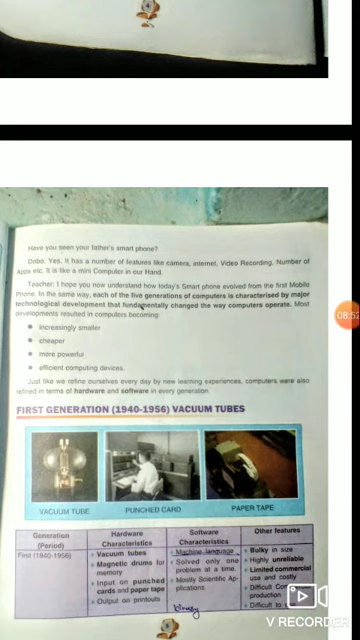 Have you seen your father's smart phone?
Dobo: Yes. It has a number of features like camera, internet, Video Recording, Number of
Apps etc. It is like a mini Computer in our Hand.
Teacher: I hope you now understand how today's Smart phone evolved from the first Mobile
Phone. In the same way, each of the five generations of computers is characterised by major
technological development that fundamentally changed the way computers operate. Most
developments resulted in computers becoming:
increasingly smaller
cheaper
more powerful
efficient computing devices
Just like we refine ourselves every day by new learning experiences, computers were also
refined in terms of hardware and software in every generation.
FIRST GENERATION (1940-1956) VACUUM TUBES
VACUUM TUBE PUNCHED CARD PAPER TAPE
Generation (Period) Hardware Characteristics Software Characteristics Other features
First (1940-1956)
Vacuum tubes
Magnetic drums for
memory
Input on punched
cards and paper tape
Output on printouts
Machine language
Solved only one
problem at a time.
Mostly Scientific Ap-
plications
binary
Bulky in size
Highly unreliable
Limited commercial
use and costly
Difficult
production
Difficult to
08:52
V RECORDER